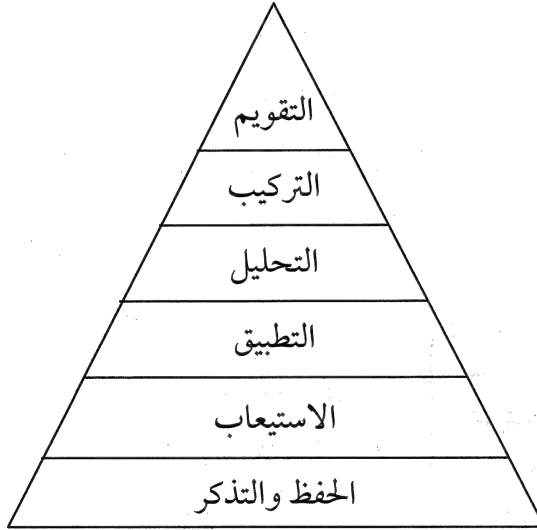 التقويم
التركيب
التحليل
التطبيق
الاستيعاب
الحفظ والتذكر